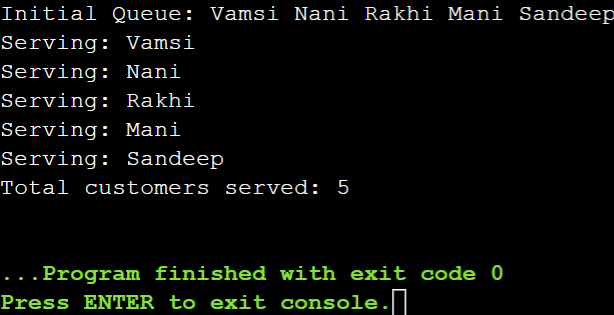 Initial Queue: Vamsi Nani Rakhi Mani Sandeep
Serving: Vamsi
Serving: Nani
Serving: Rakhi
Serving: Mani
Serving: Sandeep
Total customers served: 5
...Program finished with exit code 0
Press ENTER to exit console.